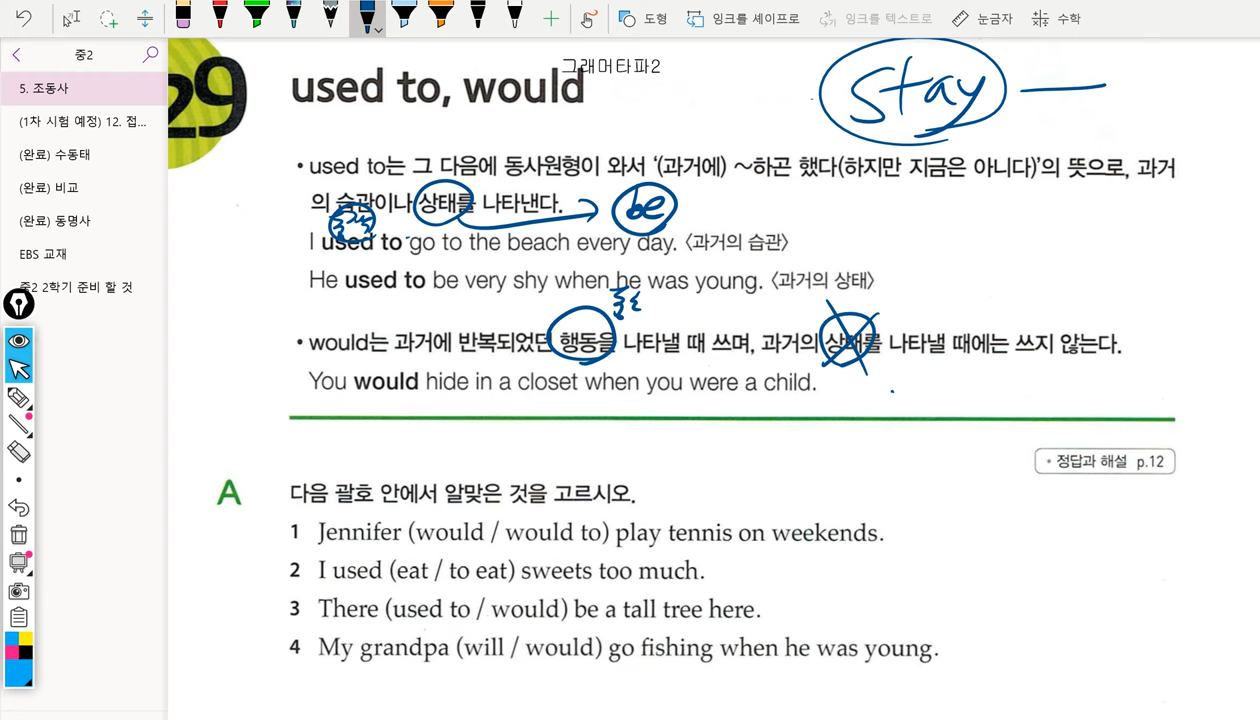 도형
잉크를 셰이프로
잉크를 텍스트로
눈금자
수학
중2
5. 조동사
(1차 시험 예정) 12. 접...
(완료) 수동태
(완료) 비교
(완료) 동명사
EBS 교재
중2 2학기 준비 할 것
그래머타파2
29
used to, would
stay
• used to는 그 다음에 동사원형이 와서 '(과거에) ~하곤 했다(하지만 지금은 아니다)'의 뜻으로, 과거
의 습관이나 상태를 나타낸다.
be
I used to go to the beach every day. <과거의 습관>
He used to be very shy when he was young. <과거의 상태>
• would는 과거에 반복되었던 행동을 나타낼 때 쓰며, 과거의 상태를 나타낼 때에는 쓰지 않는다.
You would hide in a closet when you were a child.
• 정답과 해설 p.12
A 다음 괄호 안에서 알맞은 것을 고르시오.
1 Jennifer (would / would to) play tennis on weekends.
2 I used (eat / to eat) sweets too much.
3 There (used to / would) be a tall tree here.
4 My grandpa (will / would) go fishing when he was young.